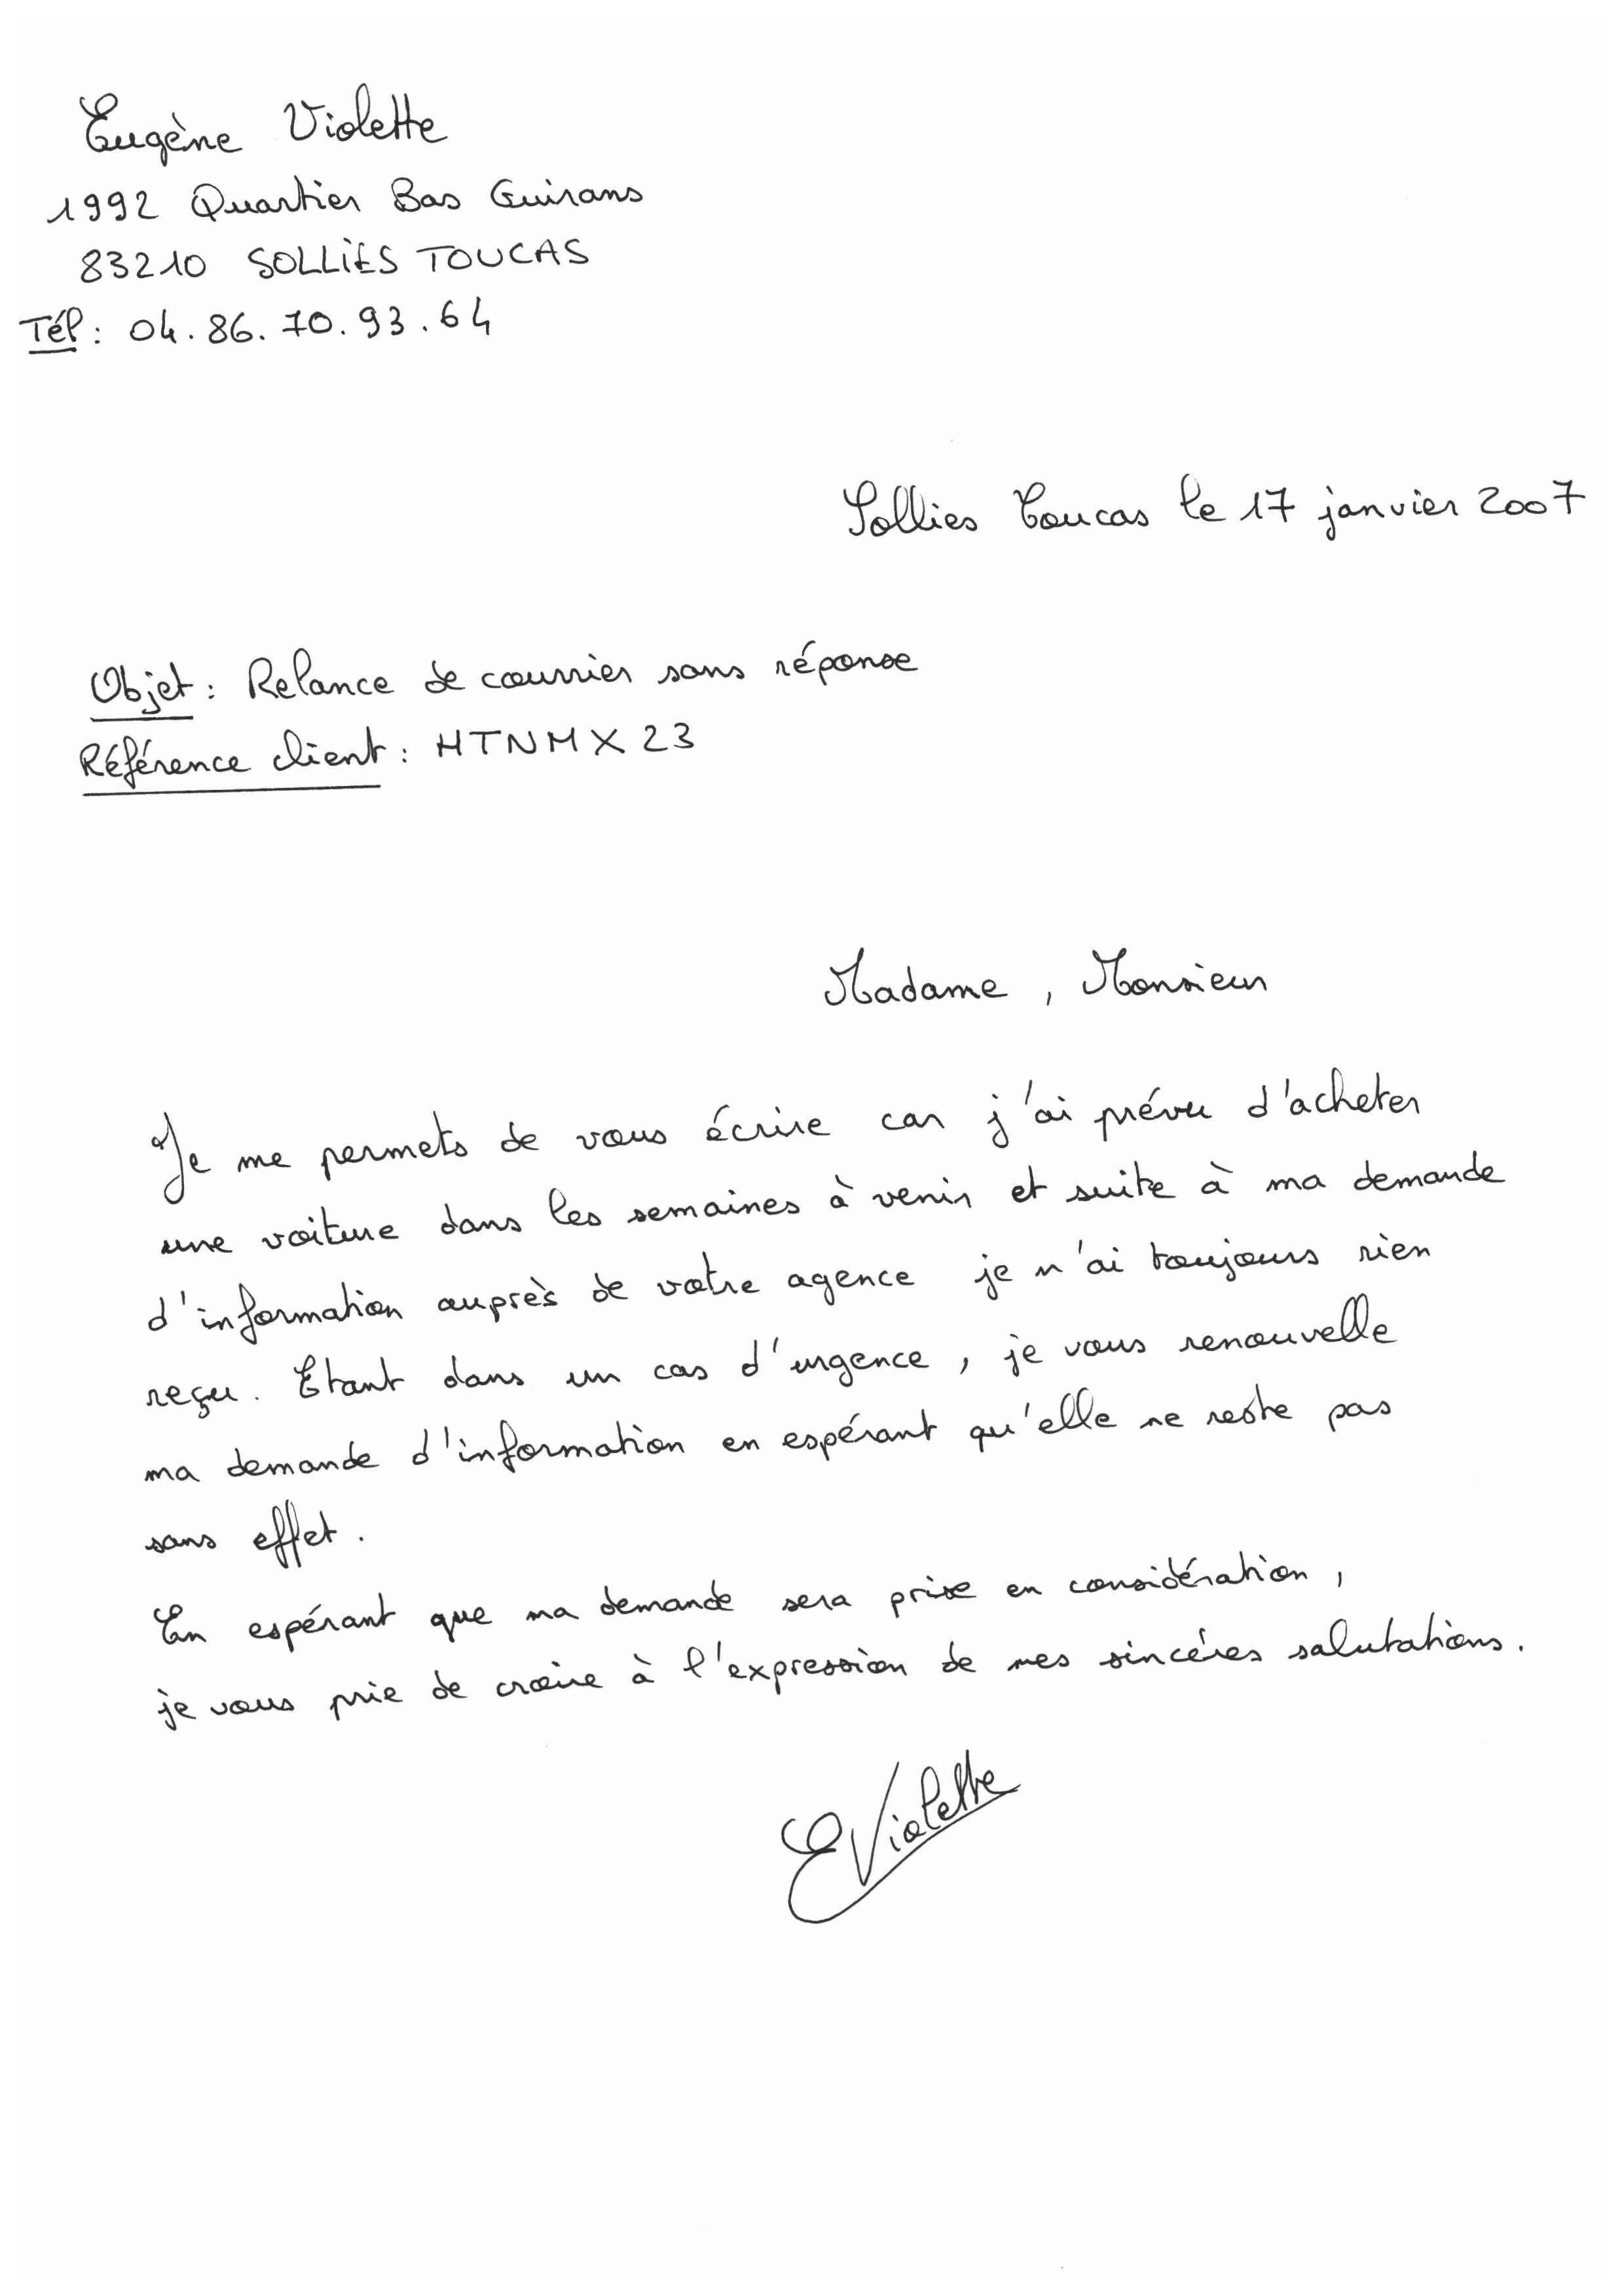 Eugène Violette
1992 Quartier Bas Guirans
83210 SOLLIÈS TOUCAS
Tél : 04.86.70.93.64
Sollies Toucas le 17 janvier 2007
Objet : Relance de courrier sans réponse
Référence client : HTNMX23
Madame, Monsieur
Je me permets de vous écrire car j'ai prévu d'acheter
une voiture dans les semaines à venir et suite à ma demande
d'information auprès de votre agence je n'ai toujours rien
reçu. Etant dans un cas d'urgence, je vous renouvelle
ma demande d'information en espérant qu'elle ne reste pas
sans effet.
En espérant que ma demande sera prise en considération,
je vous prie de croire à l'expression de mes sincéres salutations.
EViolette